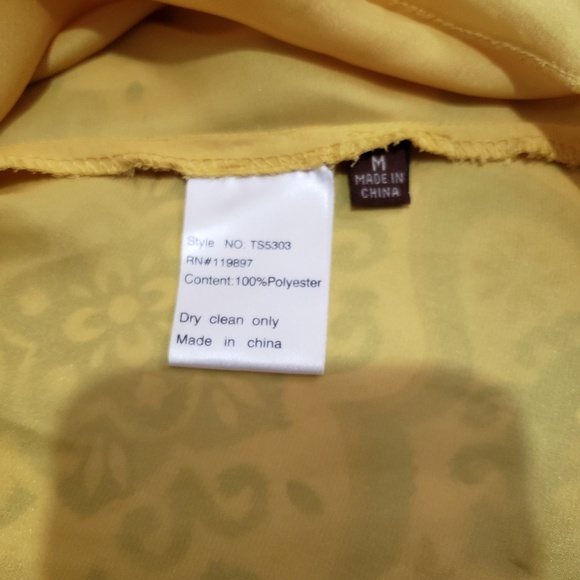 M
MADE IN
CHINA
Style NO: TS5303
RN#119897
Content:100%Polyester
Dry clean only
Made in china